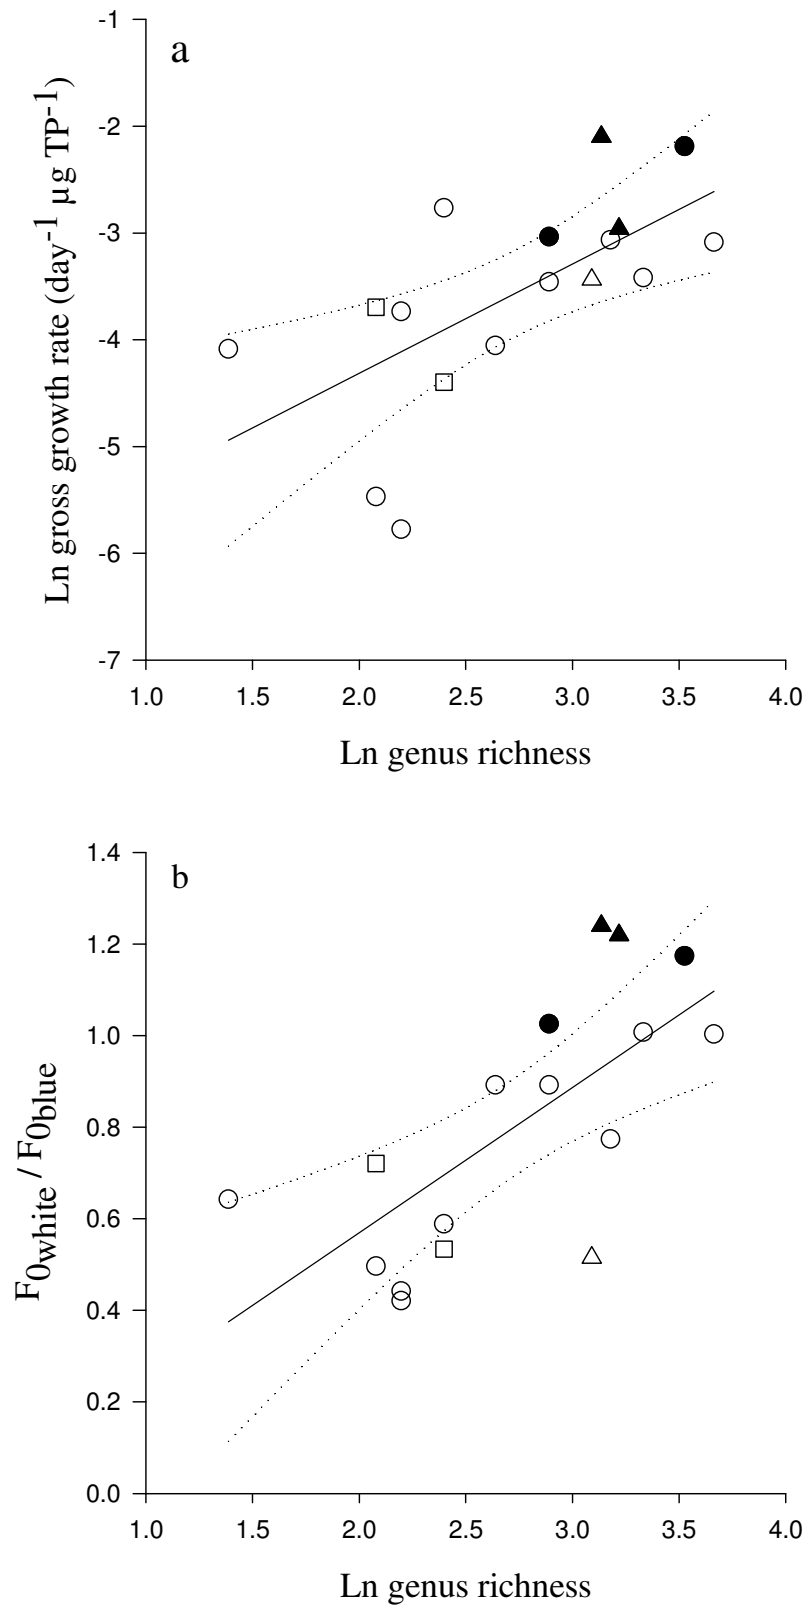 a
Ln gross growth rate (day-1 µg TP-1)
-1
-2
-3
-4
-5
-6
-7
1.0 1.5 2.0 2.5 3.0 3.5 4.0
Ln genus richness
b
F0white / F0blue
1.4
1.2
1.0
0.8
0.6
0.4
0.2
0.0
1.0 1.5 2.0 2.5 3.0 3.5 4.0
Ln genus richness